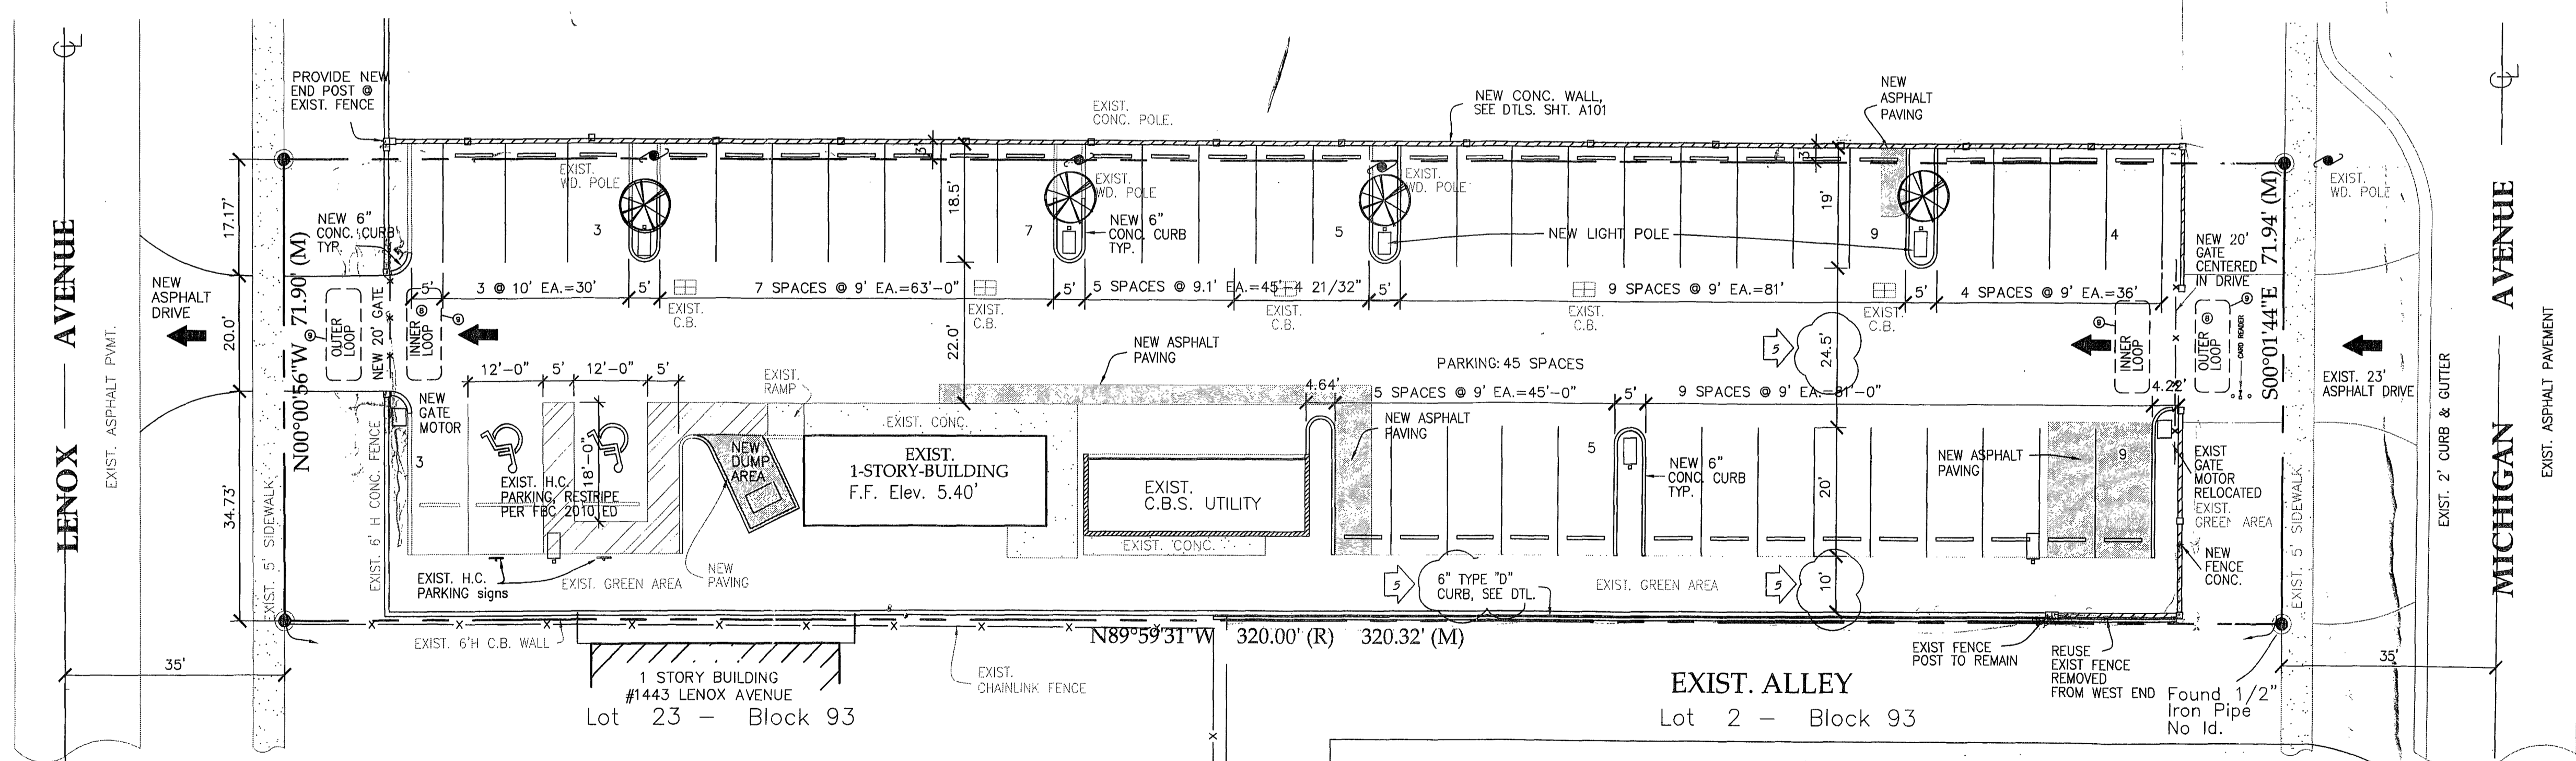 PROVIDE NEW
END POST @
EXIST. FENCE
EXIST.
CONC. POLE.
NEW CONC. WALL,
SEE DTLS. SHT. A101
NEW
ASPHALT
PAVING
LENOX AVENUE
EXIST. ASPHALT PVMT.
NEW
ASPHALT
DRIVE
17.17'
20.0'
34.73'
N00°00'56"W 71.90' (M)
EXIST. 5' SIDEWALK
NEW 6"
CONC. CURB
TYP.
OUTER
LOOP
NEW 20' GATE
INNER
LOOP
8
9
9
EXIST. 6' H CONC. FENCE
NEW
GATE
MOTOR
EXIST.
WD. POLE
3
3'
18.5'
EXIST.
WD. POLE
7
NEW 6"
CONC. CURB
TYP.
EXIST.
WD. POLE
5
NEW LIGHT POLE
3'
19'
9
4
5'
3 @ 10' EA.=30'
5'
7 SPACES @ 9' EA.=63'-0"
5'
5 SPACES @ 9.1' EA.=45'-4 21/32"
5'
9 SPACES @ 9' EA.=81'
5'
4 SPACES @ 9' EA.=36'
EXIST.
C.B.
EXIST.
C.B.
EXIST.
C.B.
EXIST.
C.B.
EXIST.
C.B.
22.0'
NEW ASPHALT
PAVING
PARKING: 45 SPACES
5
24.5'
12'-0"
5'
12'-0"
5'
EXIST.
RAMP
4.64'
5 SPACES @ 9' EA.=45'-0"
5'
9 SPACES @ 9' EA.=81'-0"
4.22'
3
18'-0"
EXIST. H.C.
PARKING, RESTRIPE
PER FBC 2010 ED
NEW
DUMP.
AREA
EXIST. CONC.
EXIST.
1-STORY-BUILDING
F.F. Elev. 5.40'
EXIST.
C.B.S. UTILITY
EXIST. CONC.
NEW ASPHALT
PAVING
5
NEW 6"
CONC. CURB
TYP.
20'
NEW ASPHALT
PAVING
9
EXIST. H.C.
PARKING signs
EXIST. GREEN AREA
NEW
PAVING
5
6" TYPE "D"
CURB, SEE DTL.
EXIST. GREEN AREA
5
10'
NEW 20'
GATE
CENTERED
IN DRIVE
INNER
LOOP
OUTER
LOOP
8
8
9
9
CARD READER
S00°01'44"E 71.94' (M)
EXIST.
WD. POLE
EXIST. 23'
ASPHALT DRIVE
EXIST
GATE
MOTOR
RELOCATED
EXIST.
GREEN AREA
NEW
FENCE
CONC.
EXIST. 5' SIDEWALK
EXIST. 2' CURB & GUTTER
MICHIGAN AVENUE
EXIST. ASPHALT PAVEMENT
EXIST. 6'H C.B. WALL
N89°59'31"W 320.00' (R) 320.32' (M)
35'
1 STORY BUILDING
#1443 LENOX AVENUE
Lot 23 - Block 93
EXIST.
CHAINLINK FENCE
EXIST. ALLEY
Lot 2 - Block 93
EXIST FENCE
POST TO REMAIN
REUSE
EXIST FENCE
REMOVED
FROM WEST END
Found 1/2"
Iron Pipe
No Id.
35'